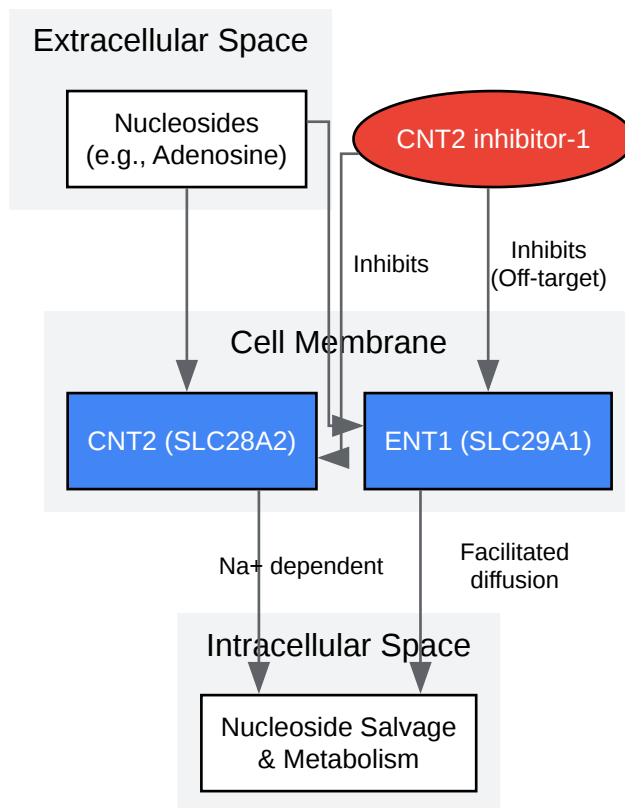 Extracellular Space
Nucleosides
(e.g., Adenosine)
CNT2 inhibitor-1
Inhibits
Inhibits
(Off-target)
Cell Membrane
CNT2 (SLC28A2)
ENT1 (SLC29A1)
Na+ dependent
Facilitated
diffusion
Intracellular Space
Nucleoside Salvage
& Metabolism